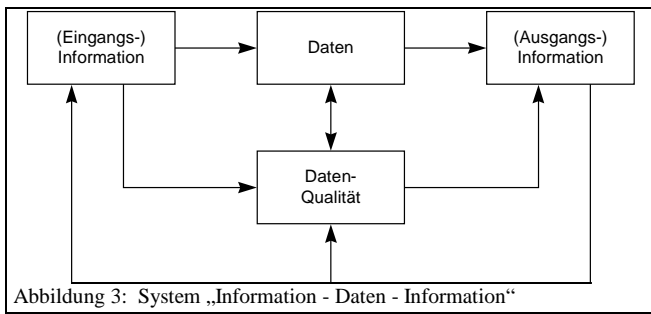 (Eingangs-)
Information
Daten
(Ausgangs-)
Information
Daten-
Qualität
Abbildung 3: System „Information - Daten - Information“